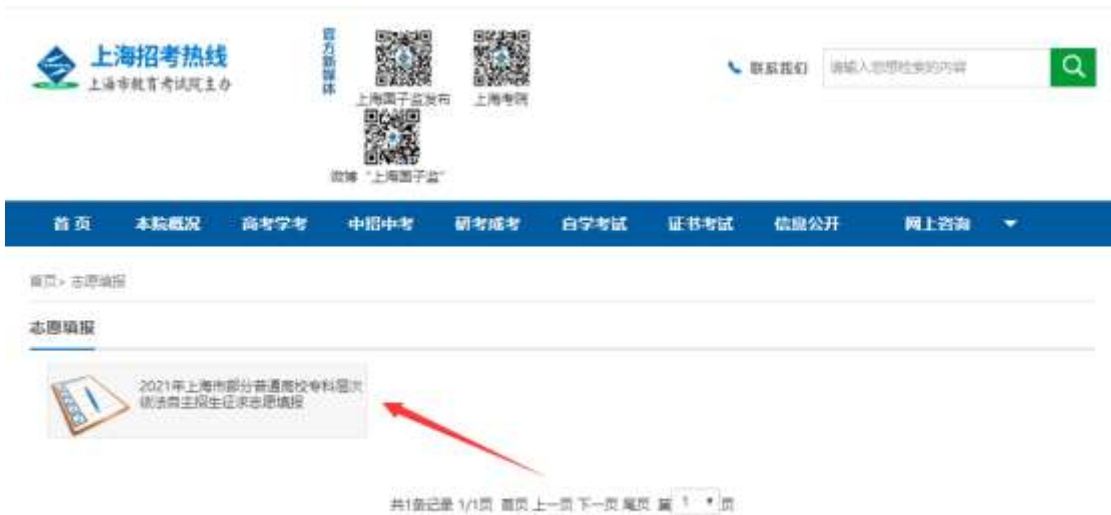 上海招考热线
上海市教育考试院主办
官方新媒体
上海国子监发布
上海考院
微博“上海国子监”
联系我们
请输入您想检索的内容
首页 本院概况 高考学考 中招中考 研考成考 自学考试 证书考试 信息公开 网上咨询
首页> 志愿填报
志愿填报
2021年上海市部分普通高校专科层次
依法自主招生征求志愿填报
共1条记录 1/1页 首页 上一页 下一页 尾页 第 1 页